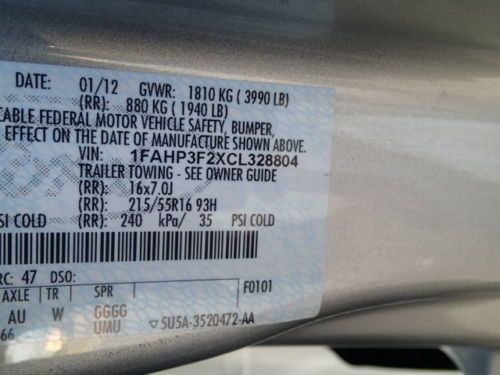 DATE: 01/12 GVWR: 1810 KG ( 3990 LB)
(RR): 880 KG ( 1940 LB)
CABLE FEDERAL MOTOR VEHICLE SAFETY, BUMPER,
EFFECT ON THE DATE OF MANUFACTURE SHOWN ABOVE.
VIN: 1FAHP3F2XCL328804
TRAILER TOWING - SEE OWNER GUIDE
(RR): 16x7.0J
(RR): 215/55R16 93H
PSI COLD (RR): 240 kPa/ 35 PSI COLD
RC: 47 DSO:
F0101
AXLE TR SPR
AU W GGGG
66 UMU
5U5A-3520472-AA